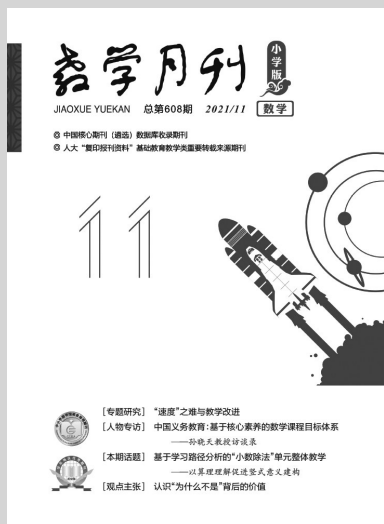 教学月刊
小学版
JIAOXUE YUEKAN 总第608期 2021/11 数学
◎ 中国核心期刊(遴选)数据库收录期刊
◎ 人大“复印报刊资料”基础教育教学类重要转载来源期刊
11
[专题研究] “速度”之难与教学改进
[人物专访] 中国义务教育:基于核心素养的数学课程目标体系
——孙晓天教授访谈录
[本期话题] 基于学习路径分析的“小数除法”单元整体教学
——以算理理解促进竖式意义建构
[观点主张] 认识“为什么不是”背后的价值